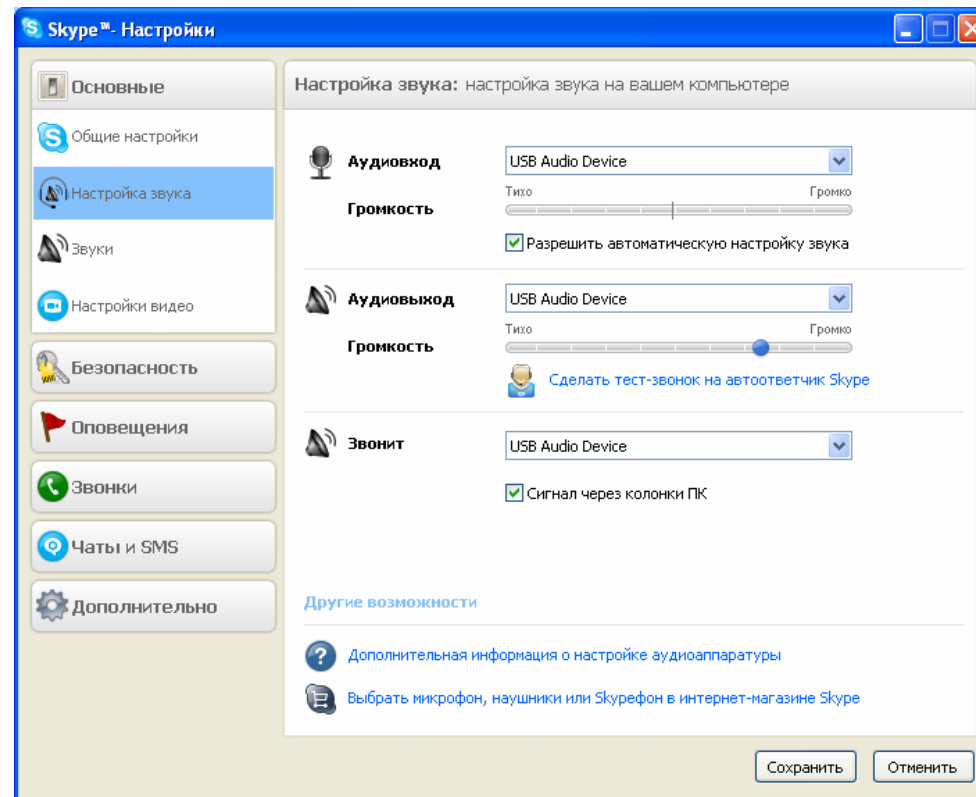 Skype™- Настройки
Основные
Общие настройки
Настройка звука
Звуки
Настройки видео
Безопасность
Оповещения
Звонки
Чаты и SMS
Дополнительно
Настройка звука: настройка звука на вашем компьютере
Аудиовход
USB Audio Device
Тихо Громко
Громкость
Разрешить автоматическую настройку звука
Аудиовыход
USB Audio Device
Тихо Громко
Громкость
Сделать тест-звонок на автоответчик Skype
Звонит
USB Audio Device
Сигнал через колонки ПК
Другие возможности
Дополнительная информация о настройке аудиоаппаратуры
Выбрать микрофон, наушники или Skypeфон в интернет-магазине Skype
Сохранить Отменить